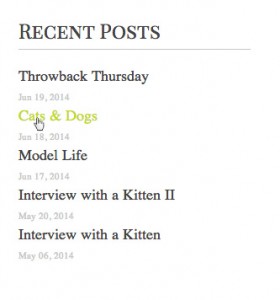 Recent Posts
Throwback Thursday
Jun 19, 2014
Cats & Dogs
Jun 18, 2014
Model Life
Jun 17, 2014
Interview with a Kitten II
May 20, 2014
Interview with a Kitten
May 06, 2014